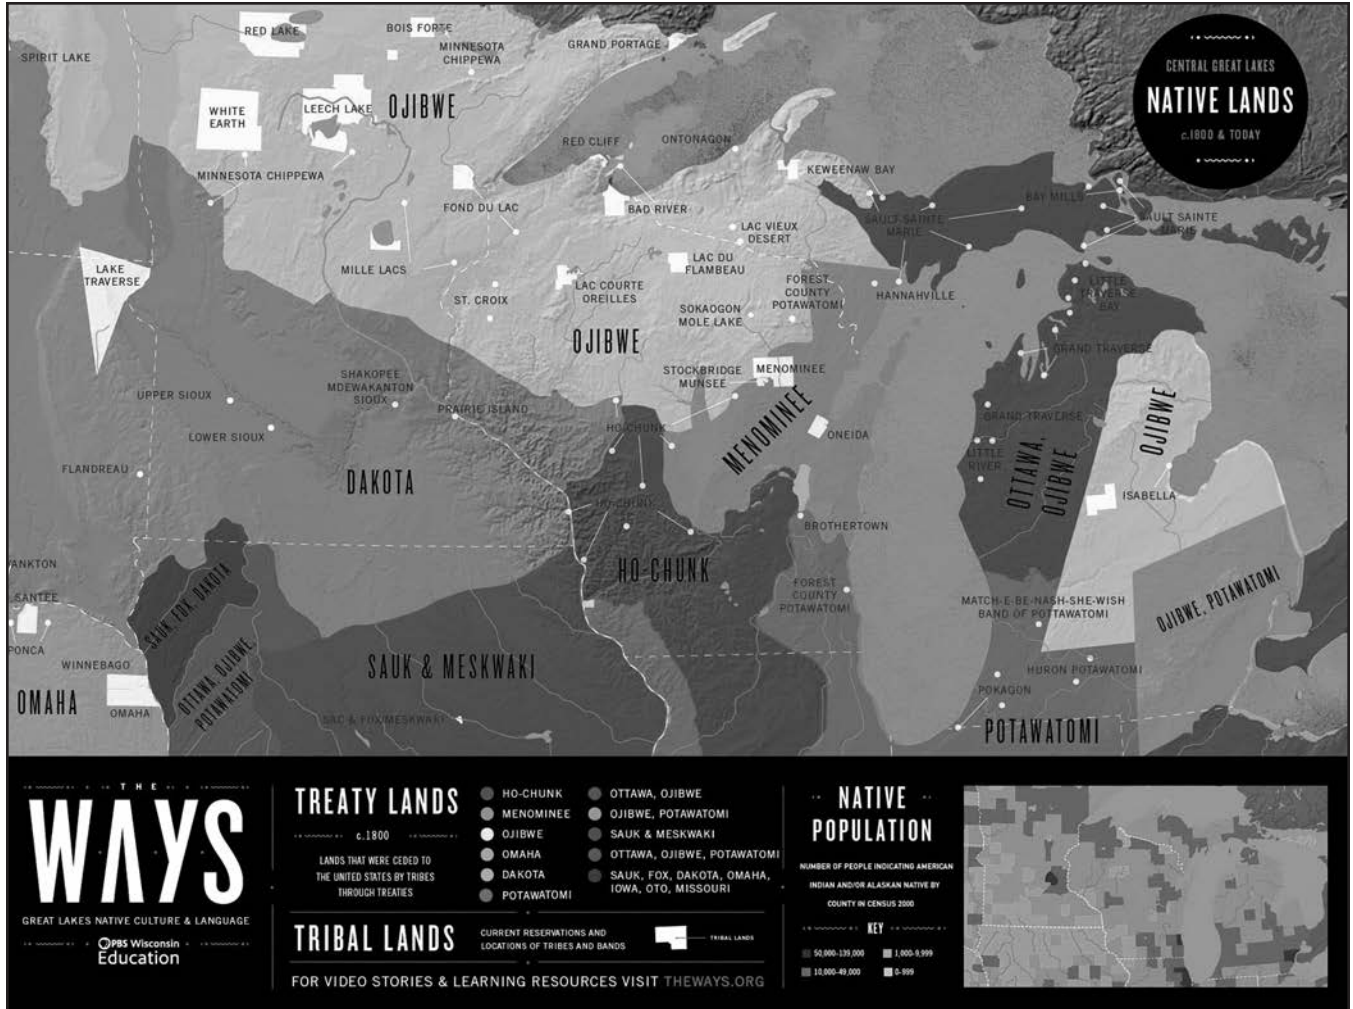 SPIRIT LAKE
RED LAKE
BOIS FORTE
MINNESOTA
CHIPPEWA
GRAND PORTAGE
CENTRAL GREAT LAKES
NATIVE LANDS
c.1800 & TODAY
WHITE
EARTH
LEECH LAKE
OJIBWE
RED CLIFF
ONTONAGON
KEWEENAW BAY
MINNESOTA CHIPPEWA
FOND DU LAC
BAD RIVER
LAC VIEUX
DESERT
SAULT SAINTE
MARIE
BAY MILLS
SAULT SAINTE
MARIE
LAKE
TRAVERSE
MILLE LACS
ST. CROIX
LAC COURTE
OREILLES
LAC DU
FLAMBEAU
FOREST
COUNTY
POTAWATOMI
HANNAHVILLE
LITTLE
TRAVERSE
BAY
SOKAOGON
MOLE LAKE
OJIBWE
GRAND TRAVERSE
SHAKOPEE
MDEWAKANTON
SIOUX
STOCKBRIDGE
MUNSEE
MENOMINEE
UPPER SIOUX
PRAIRIE ISLAND
LOWER SIOUX
HO-CHUNK
MENOMINEE
ONEIDA
GRAND TRAVERSE
OJIBWE
FLANDREAU
DAKOTA
LITTLE
RIVER
OTTAWA,
OJIBWE
ISABELLA
HO-CHUNK
BROTHERTOWN
YANKTON
SANTEE
SAUK, FOX, DAKOTA
HO-CHUNK
FOREST
COUNTY
POTAWATOMI
MATCH-E-BE-NASH-SHE-WISH
BAND OF POTTAWATOMI
OJIBWE, POTAWATOMI
PONCA
WINNEBAGO
OTTAWA, OJIBWE,
POTAWATOMI
SAUK & MESKWAKI
HURON POTAWATOMI
POKAGON
OMAHA
OMAHA
SAC & FOX/MESKWAKI
POTAWATOMI
THE
WAYS
GREAT LAKES NATIVE CULTURE & LANGUAGE
PBS Wisconsin
Education
TREATY LANDS
c.1800
LANDS THAT WERE CEDED TO
THE UNITED STATES BY TRIBES
THROUGH TREATIES
HO-CHUNK
MENOMINEE
OJIBWE
OMAHA
DAKOTA
POTAWATOMI
OTTAWA, OJIBWE
OJIBWE, POTAWATOMI
SAUK & MESKWAKI
OTTAWA, OJIBWE, POTAWATOMI
SAUK, FOX, DAKOTA, OMAHA,
IOWA, OTO, MISSOURI
TRIBAL LANDS
CURRENT RESERVATIONS AND
LOCATIONS OF TRIBES AND BANDS
TRIBAL LANDS
FOR VIDEO STORIES & LEARNING RESOURCES VISIT THEWAYS.ORG
NATIVE
POPULATION
NUMBER OF PEOPLE INDICATING AMERICAN
INDIAN AND/OR ALASKAN NATIVE BY
COUNTY IN CENSUS 2000
KEY
50,000-139,000
1,000-9,999
10,000-49,000
0-999